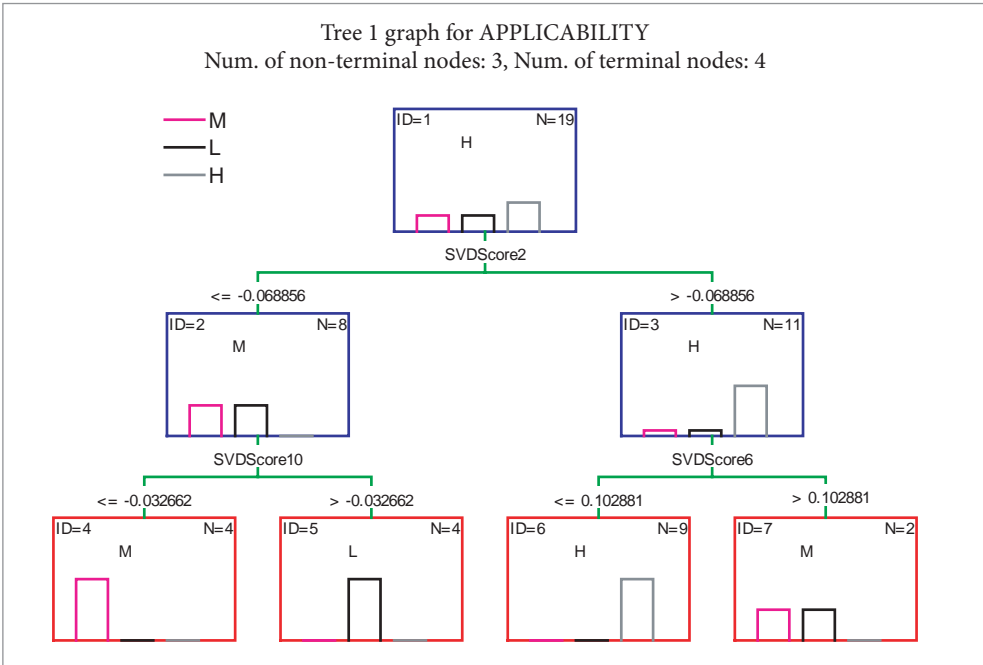 Tree 1 graph for APPLICABILITY
Num. of non-terminal nodes: 3, Num. of terminal nodes: 4
M
L
H
ID=1 N=19
H
SVDScore2
<= -0.068856 > -0.068856
ID=2 N=8
M
ID=3 N=11
H
SVDScore10 SVDScore6
<= -0.032662 > -0.032662 <= 0.102881 > 0.102881
ID=4 N=4
M
ID=5 N=4
L
ID=6 N=9
H
ID=7 N=2
M